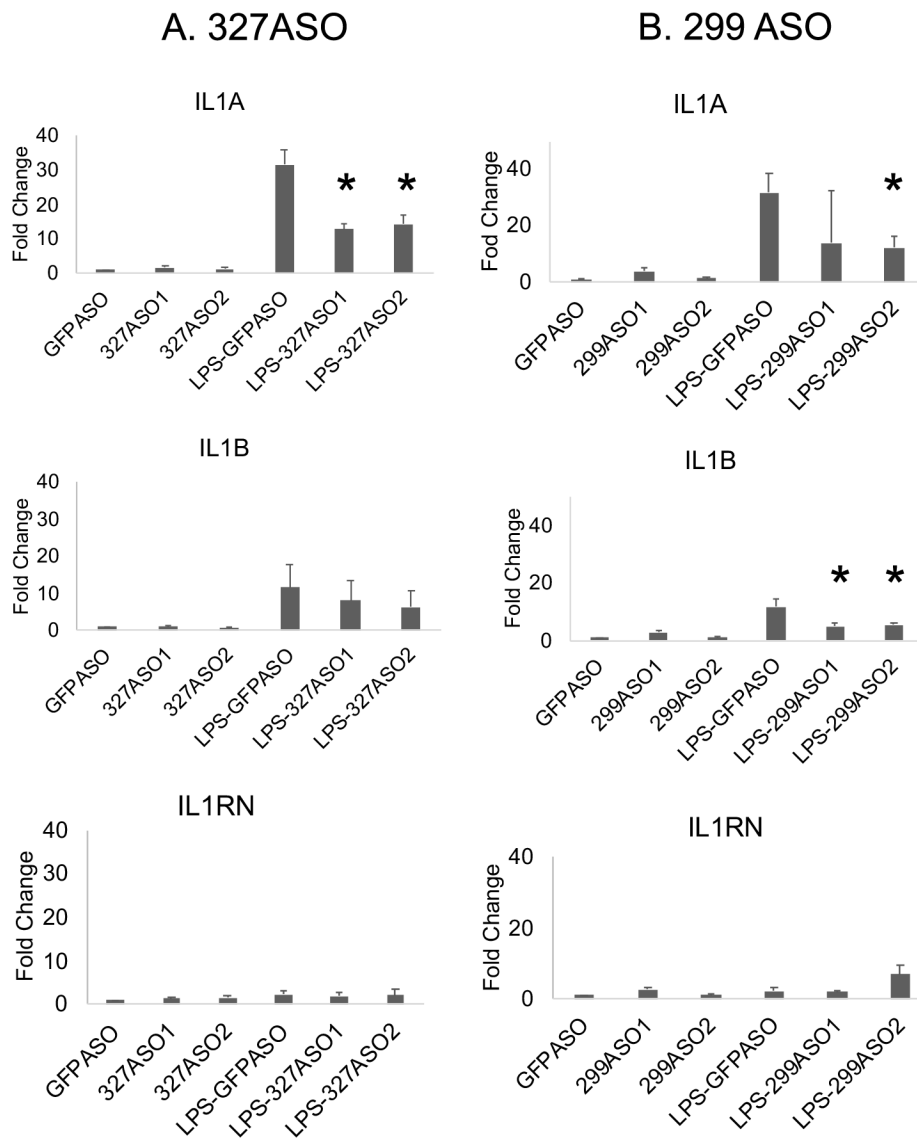 A. 327ASO
IL1A
Fold Change
40
30
20
10
0
GFPASO
327ASO1
327ASO2
LPS-GFPASO
LPS-327ASO1
LPS-327ASO2
*
*
IL1B
Fold Change
40
30
20
10
0
GFPASO
327ASO1
327ASO2
LPS-GFPASO
LPS-327ASO1
LPS-327ASO2
IL1RN
Fold Change
40
30
20
10
0
GFPASO
327ASO1
327ASO2
LPS-GFPASO
LPS-327ASO1
LPS-327ASO2
B. 299 ASO
IL1A
Fod Change
40
20
0
GFPASO
299ASO1
299ASO2
LPS-GFPASO
LPS-299ASO1
LPS-299ASO2
*
IL1B
Fold Change
40
20
0
GFPASO
299ASO1
299ASO2
LPS-GFPASO
LPS-299ASO1
LPS-299ASO2
*
*
IL1RN
Fold Change
40
20
0
GFPASO
299ASO1
299ASO2
LPS-GFPASO
LPS-299ASO1
LPS-299ASO2